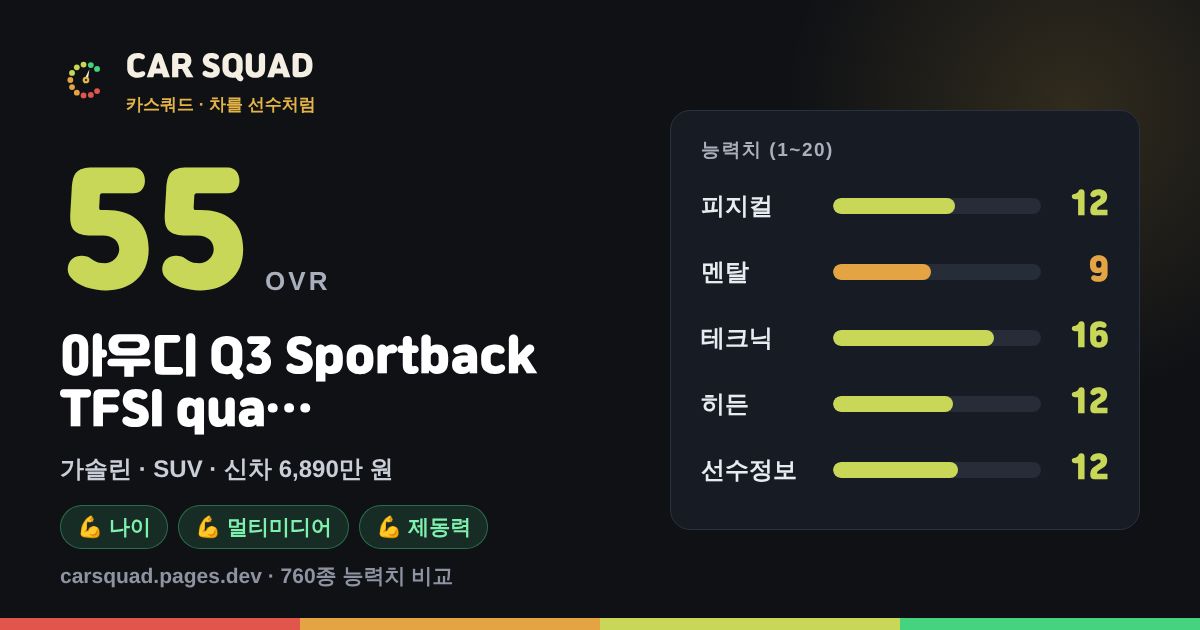 CAR SQUAD
카스쿼드 · 차를 선수처럼
55 OVR
아우디 Q3 Sportback
TFSI qua…
가솔린 · SUV · 신차 6,890만 원
💪 나이 💪 멀티미디어 💪 제동력
carsquad.pages.dev · 760종 능력치 비교
능력치 (1~20)
피지컬 12
멘탈 9
테크닉 16
히든 12
선수정보 12